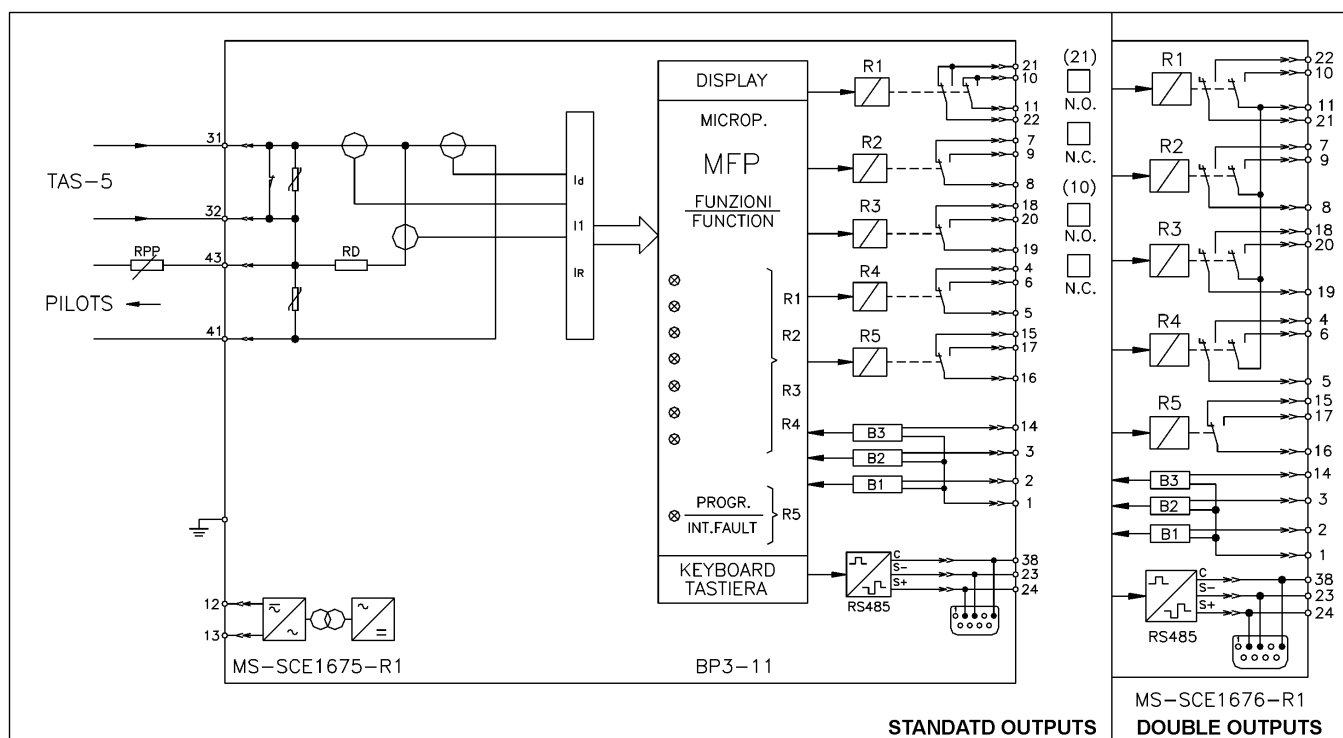 DISPLAY
MICROP.
MFP
FUNZIONI
FUNCTION
R1
R2
R3
R4
PROGR.
INT.FAULT
R5
KEYBOARD
TASTIERA
TAS-5
31
32
RPP
43
RD
PILOTS
41
Id
I1
IR
12
13
MS-SCE1675-R1
BP3-11
R1
21
10
11
22
R2
7
9
8
R3
18
20
19
R4
4
6
5
R5
15
17
16
B3
14
B2
3
B1
2
1
RS485
C
38
S-
23
S+
24
1
(21)
N.O.
N.C.
(10)
N.O.
N.C.
R1
22
10
11
21
R2
7
9
8
R3
18
20
19
R4
4
6
5
R5
15
17
16
B3
14
B2
3
B1
2
1
RS485
C
38
S-
23
S+
24
1
MS-SCE1676-R1
STANDATD OUTPUTS
DOUBLE OUTPUTS